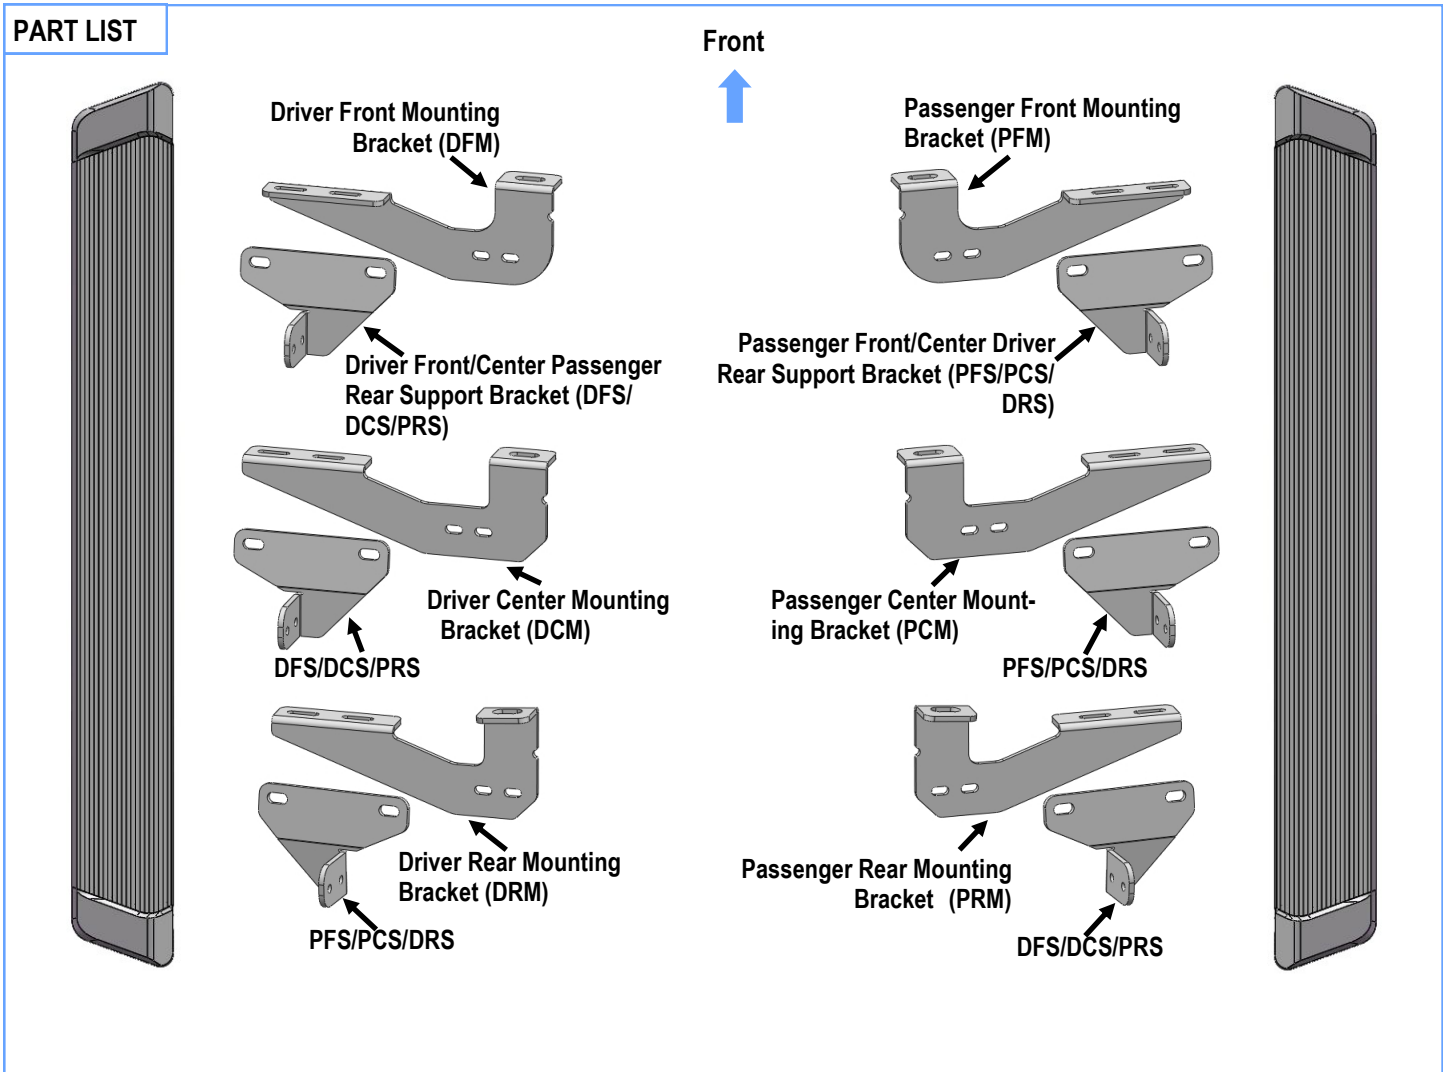 PART LIST
Front
Driver Front Mounting
Bracket (DFM)
Passenger Front Mounting
Bracket (PFM)
Driver Front/Center Passenger
Rear Support Bracket (DFS/
DCS/PRS)
Passenger Front/Center Driver
Rear Support Bracket (PFS/PCS/
DRS)
Driver Center Mounting
Bracket (DCM)
Passenger Center Mount-
ing Bracket (PCM)
DFS/DCS/PRS
PFS/PCS/DRS
Driver Rear Mounting
Bracket (DRM)
Passenger Rear Mounting
Bracket (PRM)
PFS/PCS/DRS
DFS/DCS/PRS